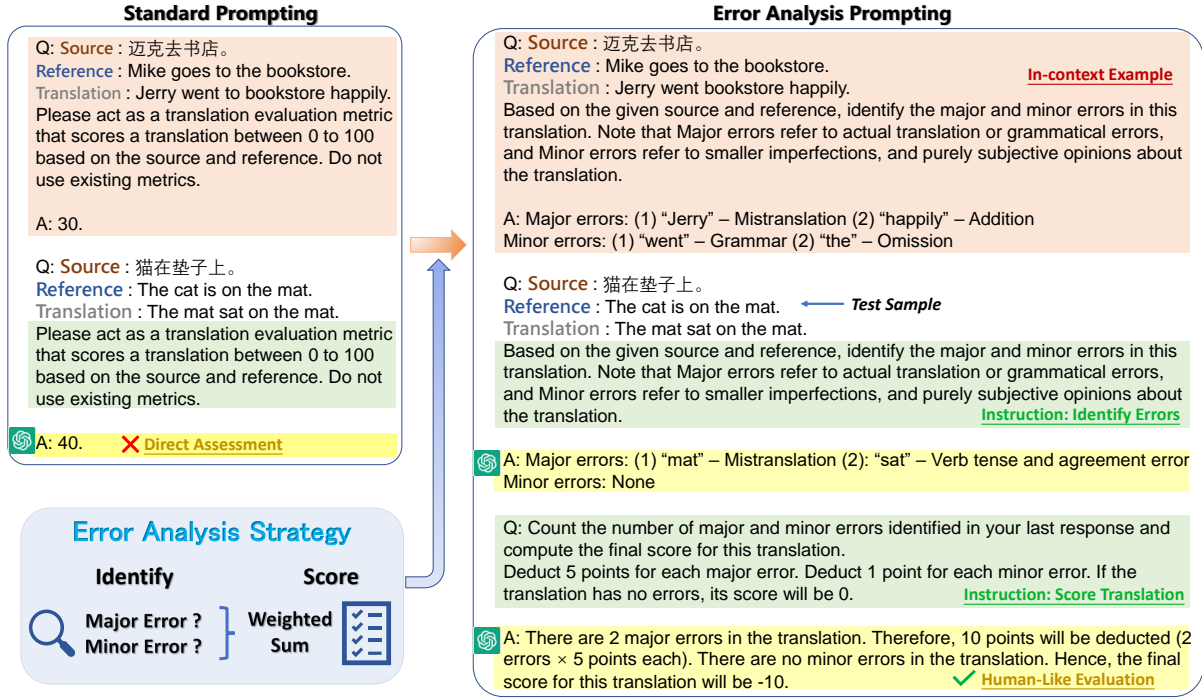 Standard Prompting
Q: Source : 迈克去书店。
Reference : Mike goes to the bookstore.
Translation : Jerry went to bookstore happily.
Please act as a translation evaluation metric
that scores a translation between 0 to 100
based on the source and reference. Do not
use existing metrics.
A: 30.
Q: Source : 猫在垫子上。
Reference : The cat is on the mat.
Translation : The mat sat on the mat.
Please act as a translation evaluation metric
that scores a translation between 0 to 100
based on the source and reference. Do not
use existing metrics.
A: 40.
Direct Assessment
Error Analysis Strategy
Identify
Score
Major Error ?
Minor Error ?
Weighted
Sum
Error Analysis Prompting
Q: Source : 迈克去书店。
Reference : Mike goes to the bookstore.
In-context Example
Translation : Jerry went bookstore happily.
Based on the given source and reference, identify the major and minor errors in this
translation. Note that Major errors refer to actual translation or grammatical errors,
and Minor errors refer to smaller imperfections, and purely subjective opinions about
the translation.
A: Major errors: (1) “Jerry” – Mistranslation (2) “happily” – Addition
Minor errors: (1) “went” – Grammar (2) “the” – Omission
Q: Source : 猫在垫子上。
Reference : The cat is on the mat.
Test Sample
Translation : The mat sat on the mat.
Based on the given source and reference, identify the major and minor errors in this
translation. Note that Major errors refer to actual translation or grammatical errors,
and Minor errors refer to smaller imperfections, and purely subjective opinions about
the translation.
Instruction: Identify Errors
A: Major errors: (1) “mat” – Mistranslation (2): “sat” – Verb tense and agreement error
Minor errors: None
Q: Count the number of major and minor errors identified in your last response and
compute the final score for this translation.
Deduct 5 points for each major error. Deduct 1 point for each minor error. If the
translation has no errors, its score will be 0.
Instruction: Score Translation
A: There are 2 major errors in the translation. Therefore, 10 points will be deducted (2
errors × 5 points each). There are no minor errors in the translation. Hence, the final
score for this translation will be -10.
Human-Like Evaluation